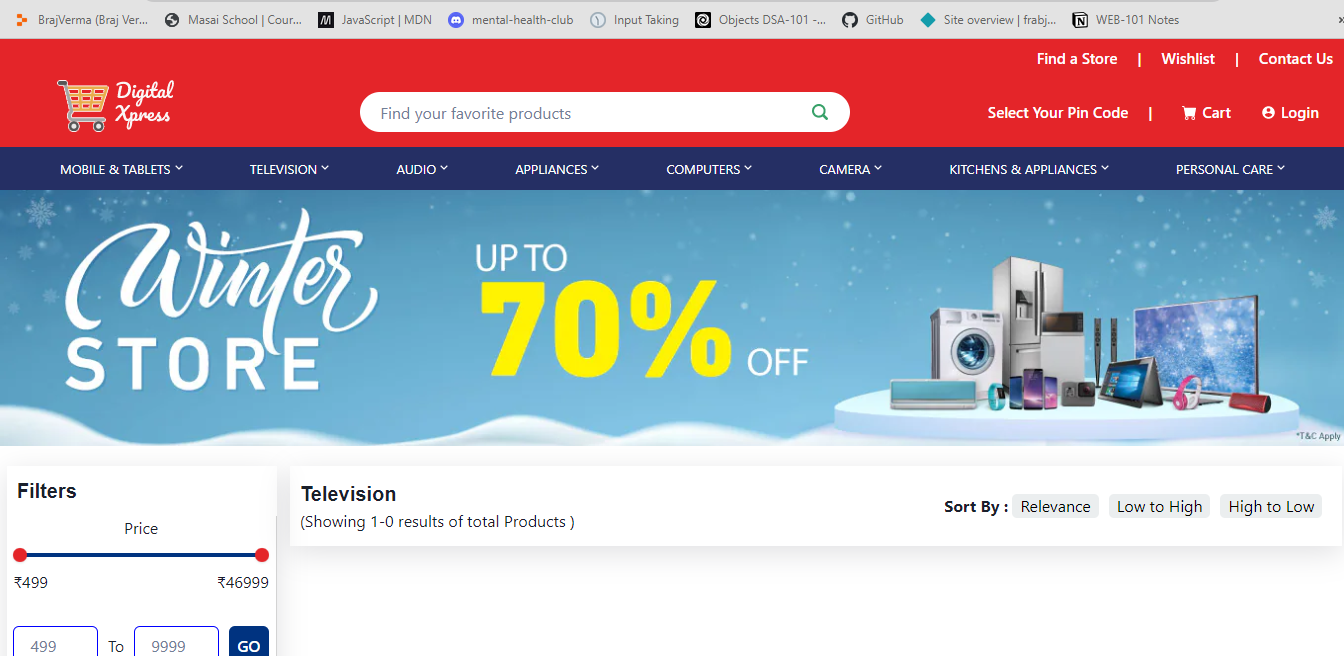 BrajVerma (Braj Ver... Masai School | Cour... JavaScript | MDN mental-health-club Input Taking Objects DSA-101 -... GitHub Site overview | frabj... WEB-101 Notes »
Find a Store | Wishlist | Contact Us
Digital
Xpress
Find your favorite products
Select Your Pin Code | Cart Login
MOBILE & TABLETS TELEVISION AUDIO APPLIANCES COMPUTERS CAMERA KITCHENS & APPLIANCES PERSONAL CARE
Winter
STORE
UP TO
70%
OFF
*T&C Apply
Filters
Price
₹499 ₹46999
499 To 9999 GO
Television
(Showing 1-0 results of total Products )
Sort By : Relevance Low to High High to Low